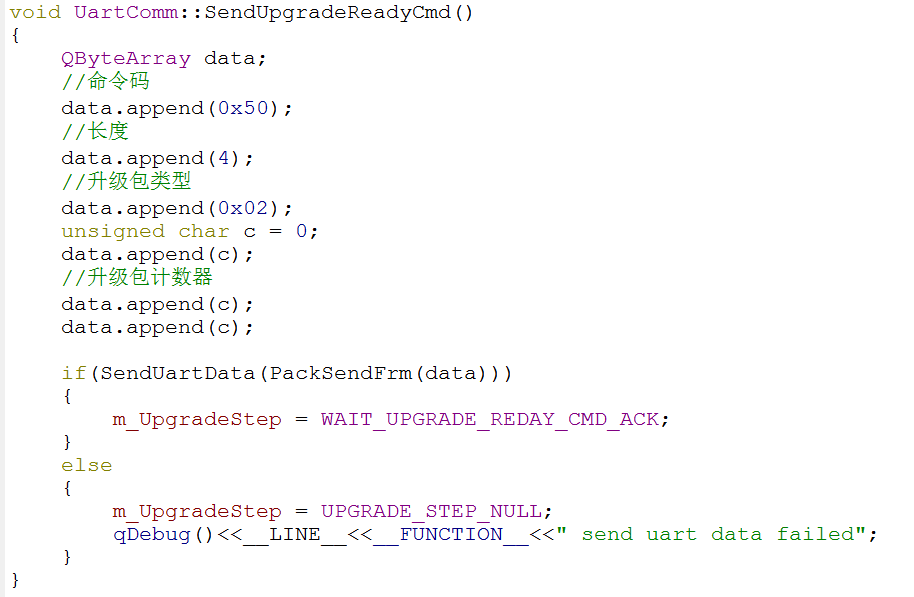 void UartComm::SendUpgradeReadyCmd()
{
    QByteArray data;
    //命令码
    data.append(0x50);
    //长度
    data.append(4);
    //升级包类型
    data.append(0x02);
    unsigned char c = 0;
    data.append(c);
    //升级包计数器
    data.append(c);
    data.append(c);

    if(SendUartData(PackSendFrm(data)))
    {
        m_UpgradeStep = WAIT_UPGRADE_REDAY_CMD_ACK;
    }
    else
    {
        m_UpgradeStep = UPGRADE_STEP_NULL;
        qDebug()<<__LINE__<<__FUNCTION__<<" send uart data failed";
    }
}